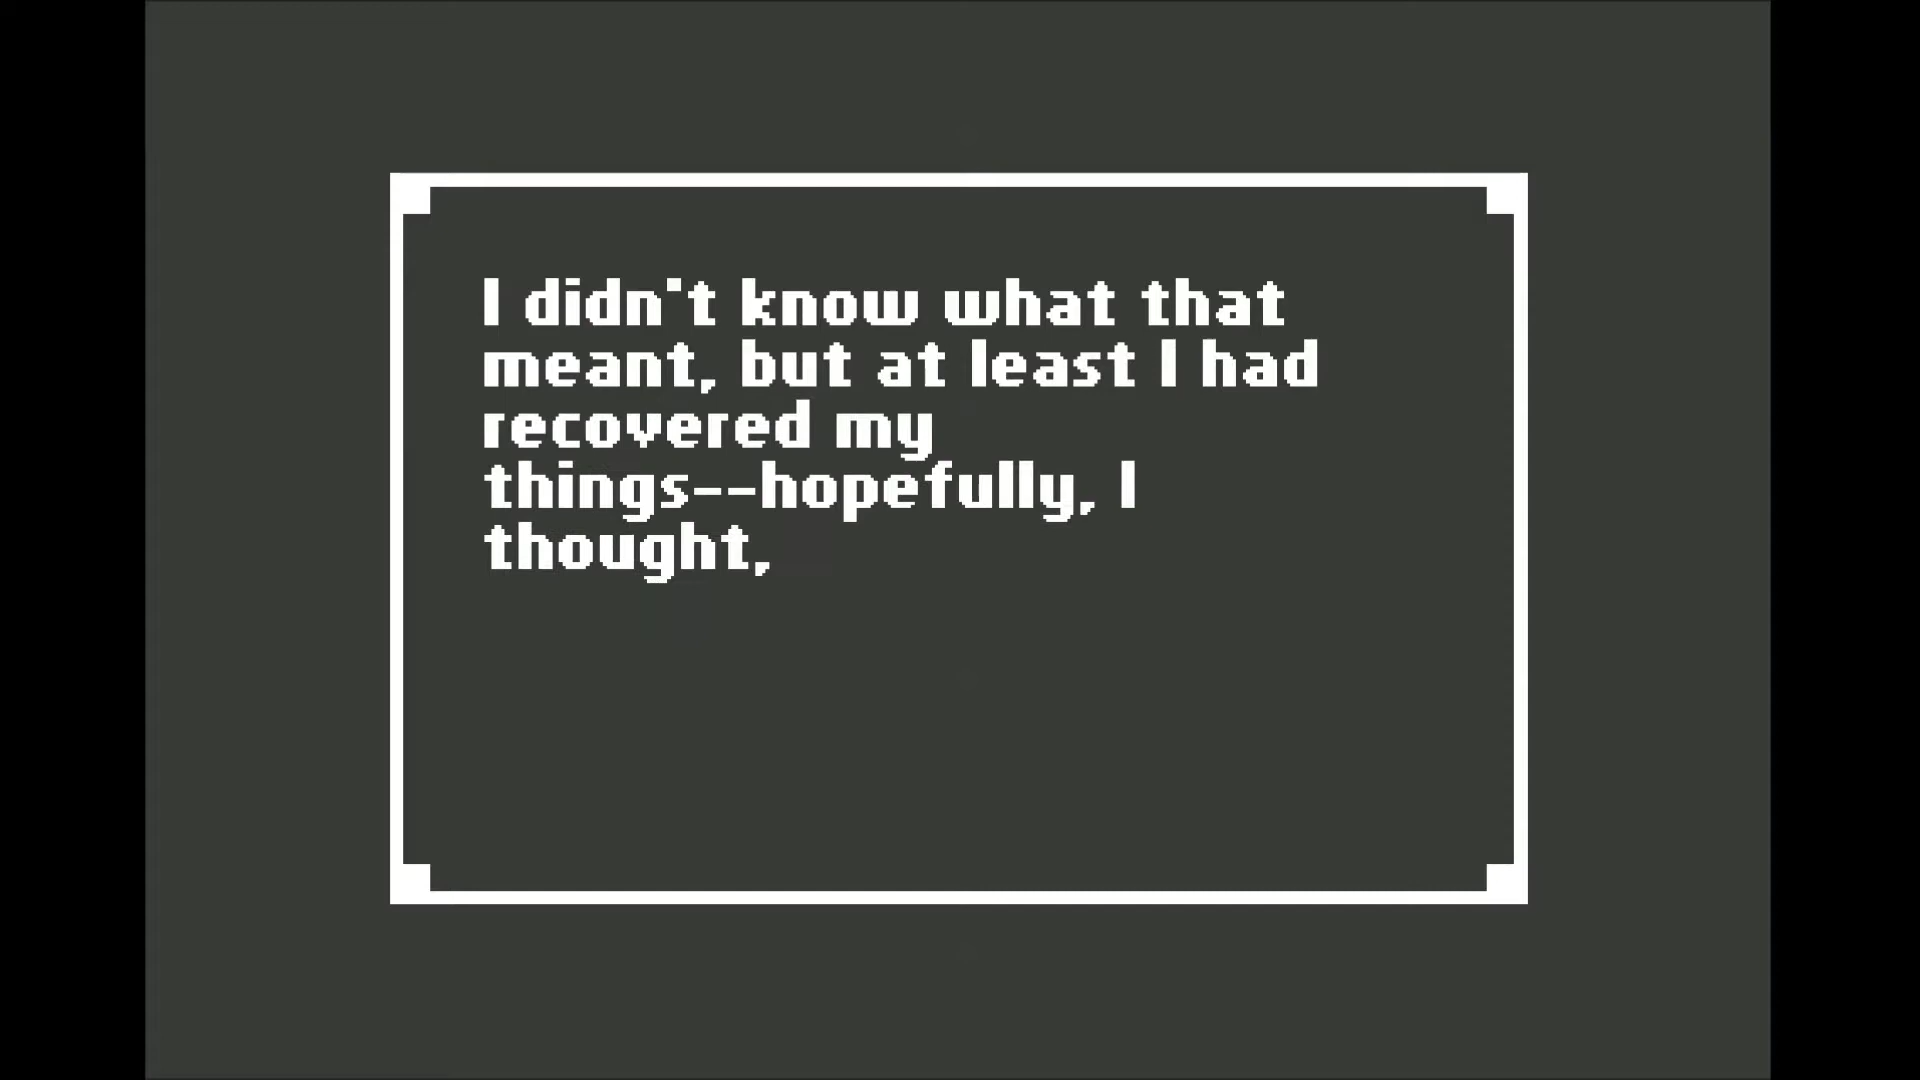 I didn't know what that
meant, but at least I had
recovered my
things--hopefully, I
thought,